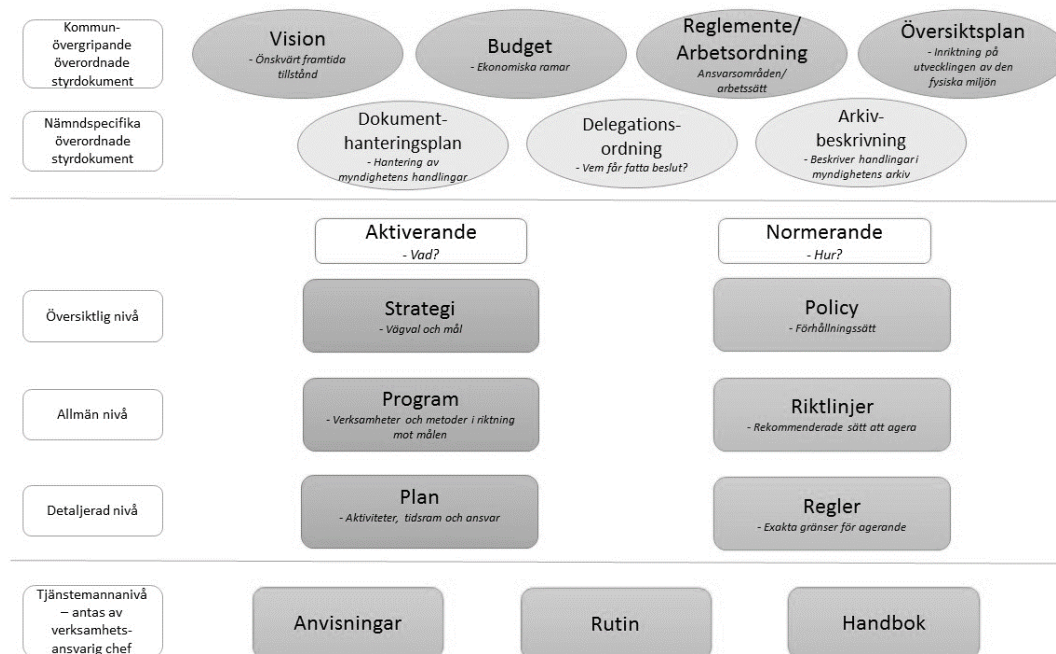 Kommun-
övergripande
överordnade
styrdokument
Vision
- Önskvärt framtida
tillstånd
Budget
- Ekonomiska ramar
Reglemente/
Arbetsordning
Ansvarsområden/
arbetssätt
Översiktsplan
- Inriktning på
utvecklingen av den
fysiska miljön
Nämndspecifika
överordnade
styrdokument
Dokument-
hanteringsplan
- Hantering av
myndighetens handlingar
Delegations-
ordning
- Vem får fatta beslut?
Arkiv-
beskrivning
- Beskriver handlingar i
myndighetens arkiv
Aktiverande
- Vad?
Normerande
- Hur?
Översiktlig nivå
Strategi
- Vägval och mål
Policy
- Förhållningssätt
Allmän nivå
Program
- Verksamheter och metoder i riktning
mot målen
Riktlinjer
- Rekommenderade sätt att agera
Detaljerad nivå
Plan
- Aktiviteter, tidsram och ansvar
Regler
- Exakta gränser för agerande
Tjänstemannanivå
– antas av
verksamhets-
ansvarig chef
Anvisningar
Rutin
Handbok